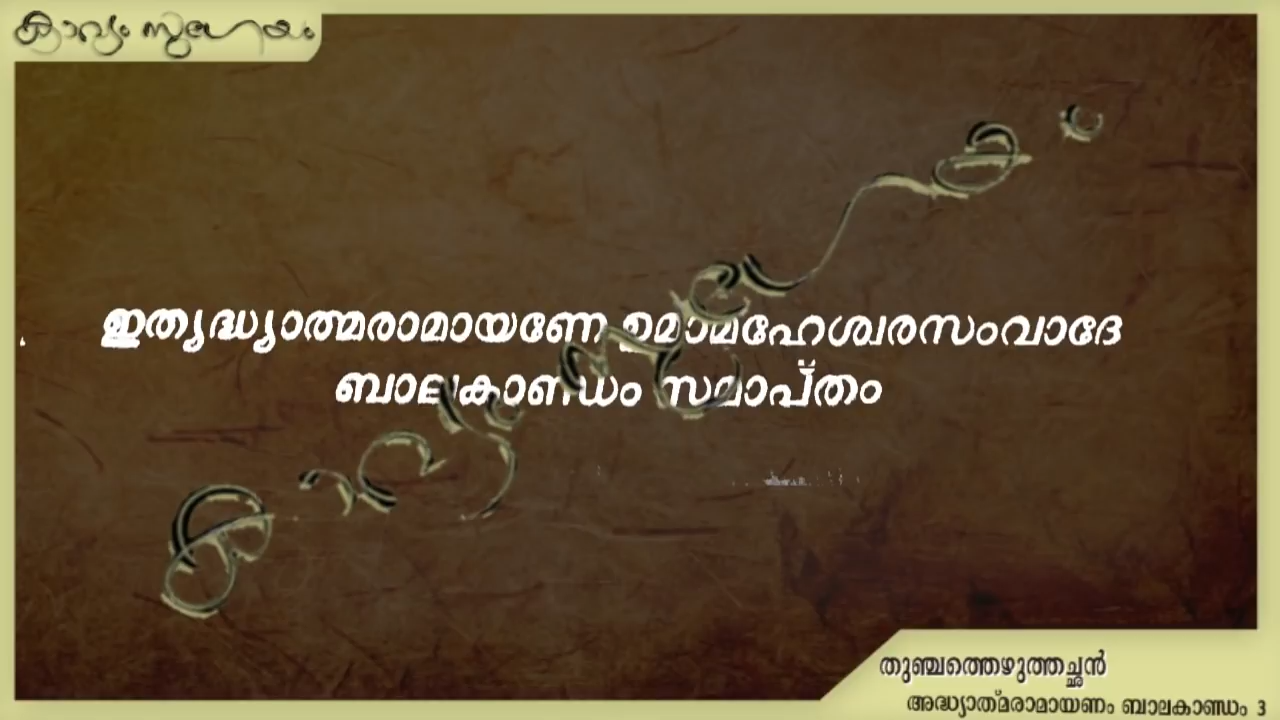 കാവ്യം സുഗേയം
ഇത്യദ്ധ്യാത്മരാമായണേ ഉമാമഹേശ്വരസംവാദേ
ബാലകാണ്ഡം സമാപ്തം
തുഞ്ചത്തെഴുത്തച്ഛൻ
അദ്ധ്യാത്മരാമായണം ബാലകാണ്ഡം 3